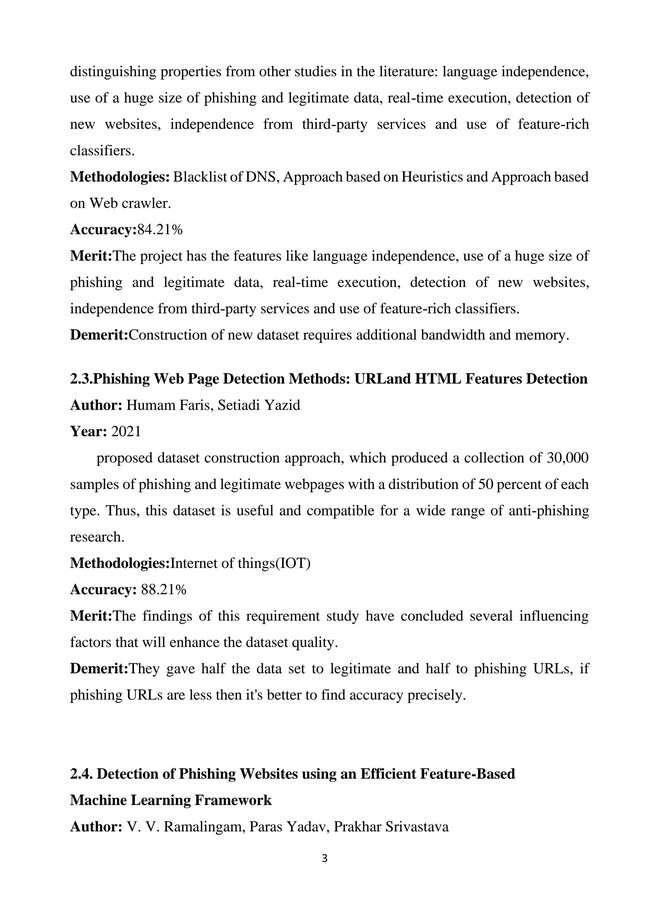 distinguishing properties from other studies in the literature: language independence,
use of a huge size of phishing and legitimate data, real-time execution, detection of
new websites, independence from third-party services and use of feature-rich
classifiers.
Methodologies: Blacklist of DNS, Approach based on Heuristics and Approach based
on Web crawler.
Accuracy:84.21%
Merit:The project has the features like language independence, use of a huge size of
phishing and legitimate data, real-time execution, detection of new websites,
independence from third-party services and use of feature-rich classifiers.
Demerit:Construction of new dataset requires additional bandwidth and memory.
2.3.Phishing Web Page Detection Methods: URLand HTML Features Detection
Author: Humam Faris, Setiadi Yazid
Year: 2021
proposed dataset construction approach, which produced a collection of 30,000
samples of phishing and legitimate webpages with a distribution of 50 percent of each
type. Thus, this dataset is useful and compatible for a wide range of anti-phishing
research.
Methodologies:Internet of things(IOT)
Accuracy: 88.21%
Merit:The findings of this requirement study have concluded several influencing
factors that will enhance the dataset quality.
Demerit:They gave half the data set to legitimate and half to phishing URLs, if
phishing URLs are less then it's better to find accuracy precisely.
2.4. Detection of Phishing Websites using an Efficient Feature-Based
Machine Learning Framework
Author: V. V. Ramalingam, Paras Yadav, Prakhar Srivastava
3